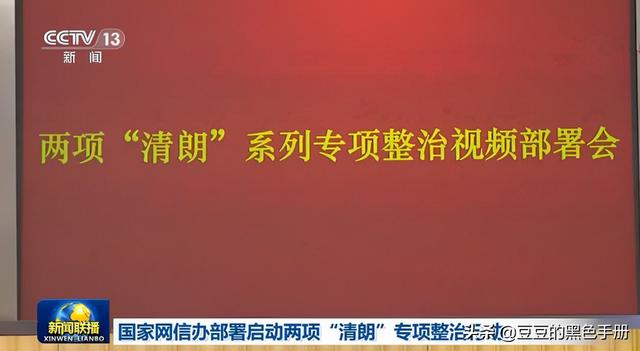 CCTV 13
新闻
两项“清朗”系列专项整治视频部署会
新闻联播
XINWEN LIANBO
国家网信办部署启动两项“清朗”专项整治
头条@豆豆的黑色手册